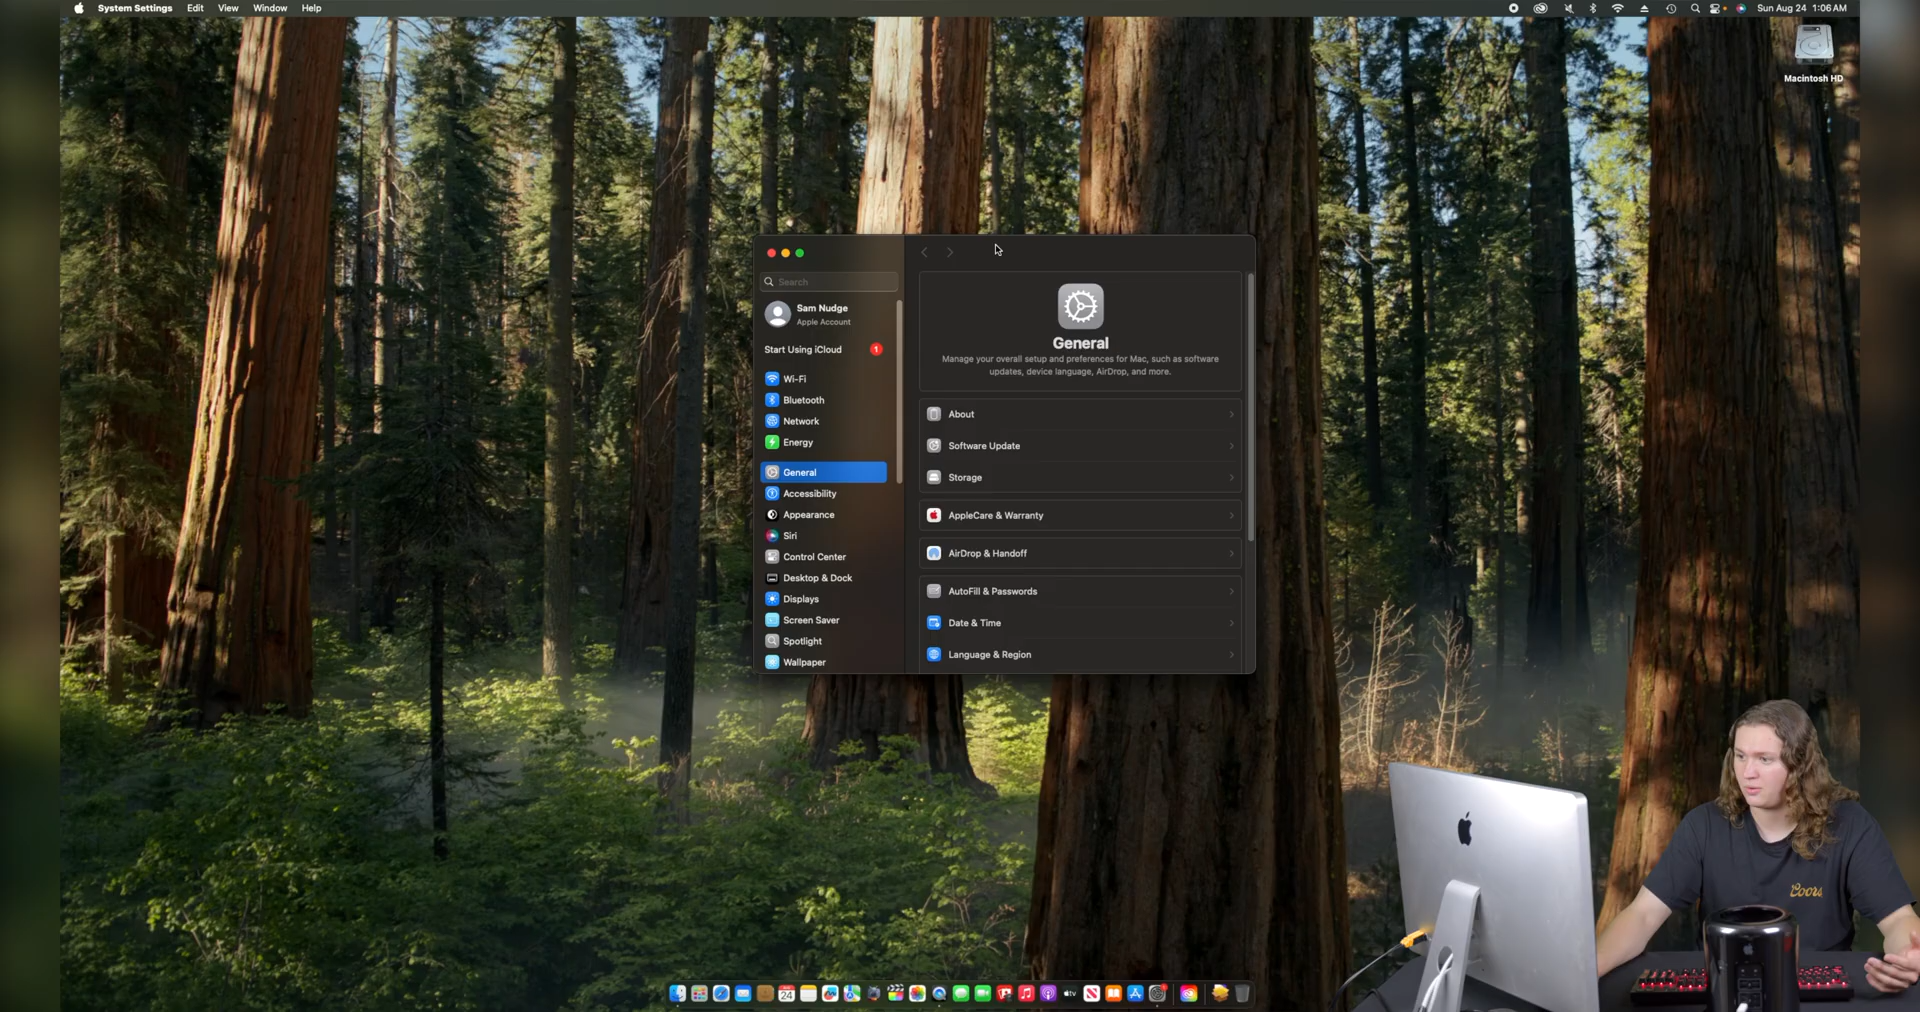 System Settings Edit View Window Help
Sun Aug 24 1:06 AM
Macintosh HD
Search
Sam Nudge
Apple Account
Start Using iCloud 1
Wi-Fi
Bluetooth
Network
Energy
General
Accessibility
Appearance
Siri
Control Center
Desktop & Dock
Displays
Screen Saver
Spotlight
Wallpaper
General
Manage your overall setup and preferences for Mac, such as software
updates, device language, AirDrop, and more.
About
Software Update
Storage
AppleCare & Warranty
AirDrop & Handoff
AutoFill & Passwords
Date & Time
Language & Region
24
tv
Coors